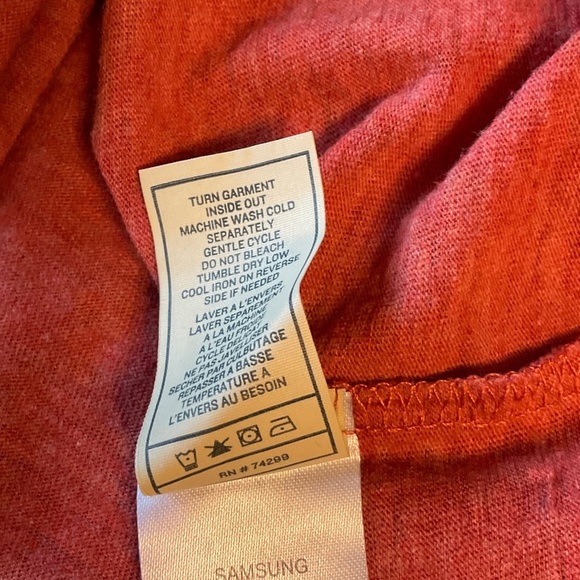 TURN GARMENT
INSIDE OUT
MACHINE WASH COLD
SEPARATELY
GENTLE CYCLE
DO NOT BLEACH
TUMBLE DRY LOW
COOL IRON ON REVERSE
SIDE IF NEEDED
LAVER A L'ENVERS
LAVER SEPAREMENT
A LA MACHINE
A L'EAU FROIDE
CYCLE DELICAT
NE PAS JAVELLISER
SECHER PAR CULBUTAGE
REPASSER À BASSE
TEMPERATURE A
L'ENVERS AU BESOIN
RN # 74299
SAMSUNG